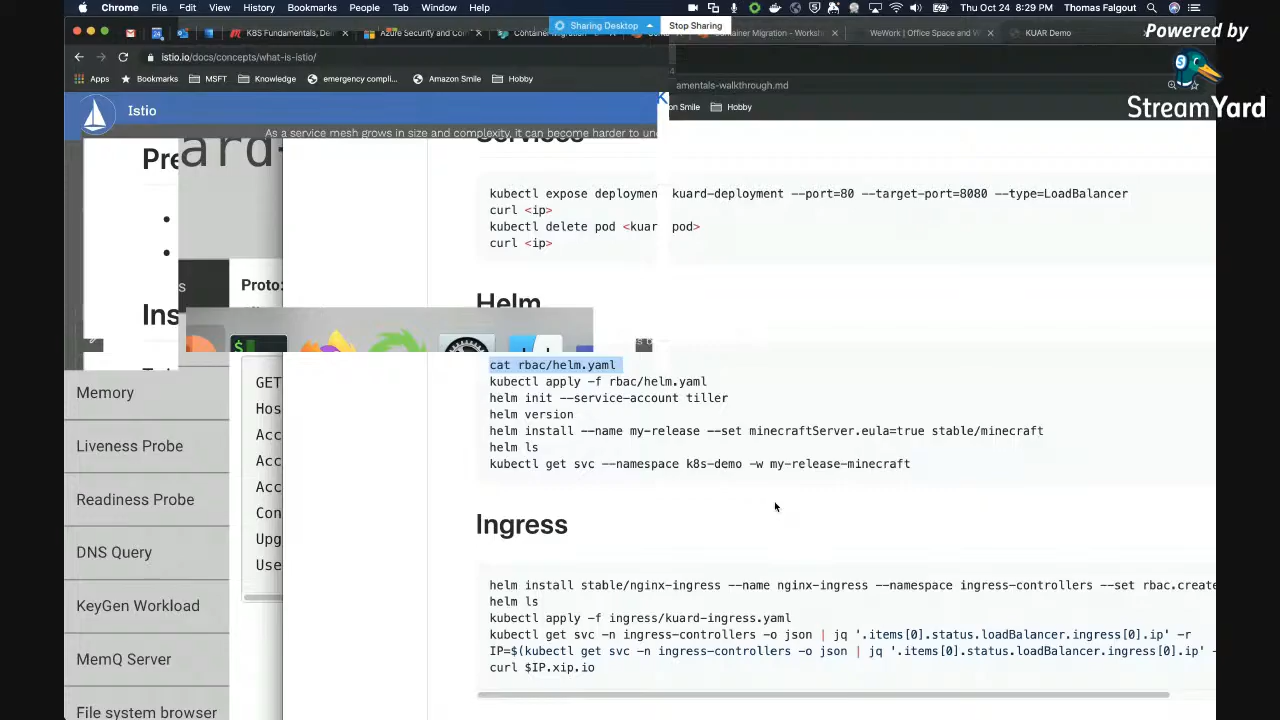 Chrome File Edit View History Bookmarks People Tab Window Help
Sharing Desktop Stop Sharing
Thu Oct 24 8:29 PM Thomas Falgout
K8S Fundamentals, De
Azure Security and Co
Container Migration
Container Migration - Worksh
WeWork | Office Space and W
KUAR Demo
Powered by
StreamYard
istio.io/docs/concepts/what-is-istio/
amentals-walkthrough.md
Apps Bookmarks MSFT Knowledge emergency compli... Amazon Smile Hobby
on Smile Hobby
Istio
As a service mesh grows in size and complexity, it can become harder to un
Pre
ard-
Services
kubectl expose deploymen kuard-deployment --port=80 --target-port=8080 --type=LoadBalancer
curl <ip>
kubectl delete pod <kuar pod>
curl <ip>
s
Proto:
Ins
Helm
cat rbac/helm.yaml
kubectl apply -f rbac/helm.yaml
helm init --service-account tiller
helm version
helm install --name my-release --set minecraftServer.eula=true stable/minecraft
helm ls
kubectl get svc --namespace k8s-demo -w my-release-minecraft
Memory
Liveness Probe
Readiness Probe
DNS Query
KeyGen Workload
MemQ Server
File system browser
GET
Hos
Acc
Acc
Acc
Con
Upg
Use
Ingress
helm install stable/nginx-ingress --name nginx-ingress --namespace ingress-controllers --set rbac.create
helm ls
kubectl apply -f ingress/kuard-ingress.yaml
kubectl get svc -n ingress-controllers -o json | jq '.items[0].status.loadBalancer.ingress[0].ip' -r
IP=$(kubectl get svc -n ingress-controllers -o json | jq '.items[0].status.loadBalancer.ingress[0].ip' -
curl $IP.xip.io